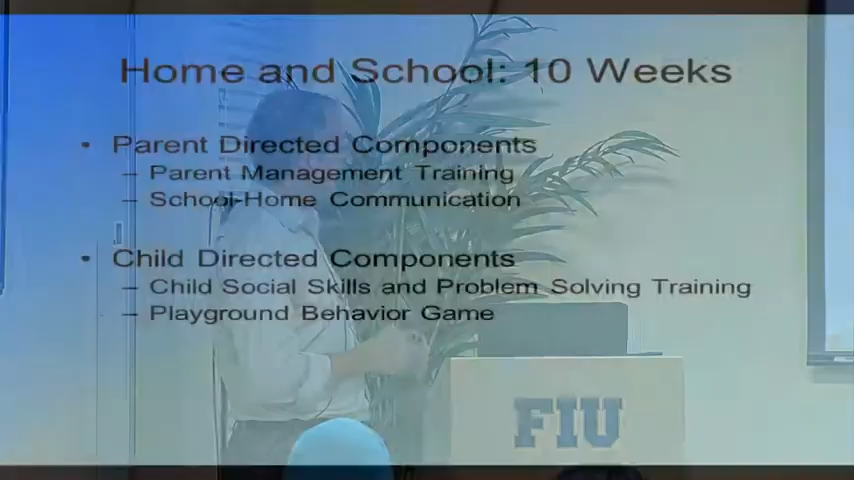 Home and School: 10 Weeks
• Parent Directed Components
– Parent Management Training
– School-Home Communication
• Child Directed Components
– Child Social Skills and Problem Solving Training
– Playground Behavior Game
FIU